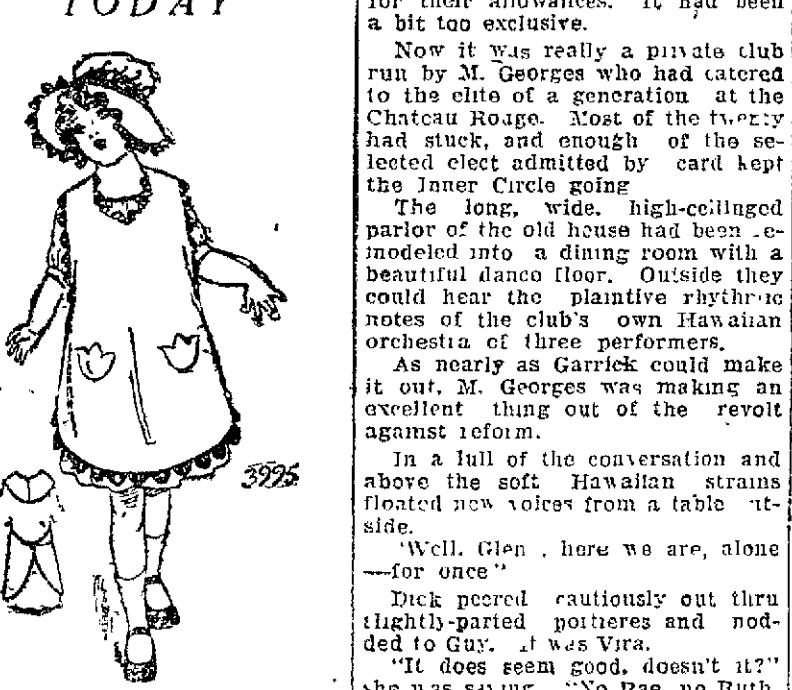 TODAY
3995
for their allowances. It had been
a bit too exclusive.
Now it was really a private club
run by M. Georges who had catered
to the elite of a generation at the
Chateau Rouge. Most of the twenty
had stuck, and enough of the se-
lected elect admitted by card kept
the Inner Circle going
The long, wide, high-ceilinged
parlor of the old house had been re-
modeled into a dining room with a
beautiful dance floor. Outside they
could hear the plaintive rhythmic
notes of the club's own Hawaiian
orchestra of three performers.
As nearly as Garrick could make
it out, M. Georges was making an
excellent thing out of the revolt
against reform.
In a lull of the conversation and
above the soft Hawaiian strains
floated new voices from a table out-
side.
"Well, Glen, here we are, alone
—for once"
Dick peered cautiously out thru
slightly-parted portieres and nod-
ded to Guy. It was Vira.
"It does seem good, doesn't it?"
she was saying. "No Rae, no Ruth